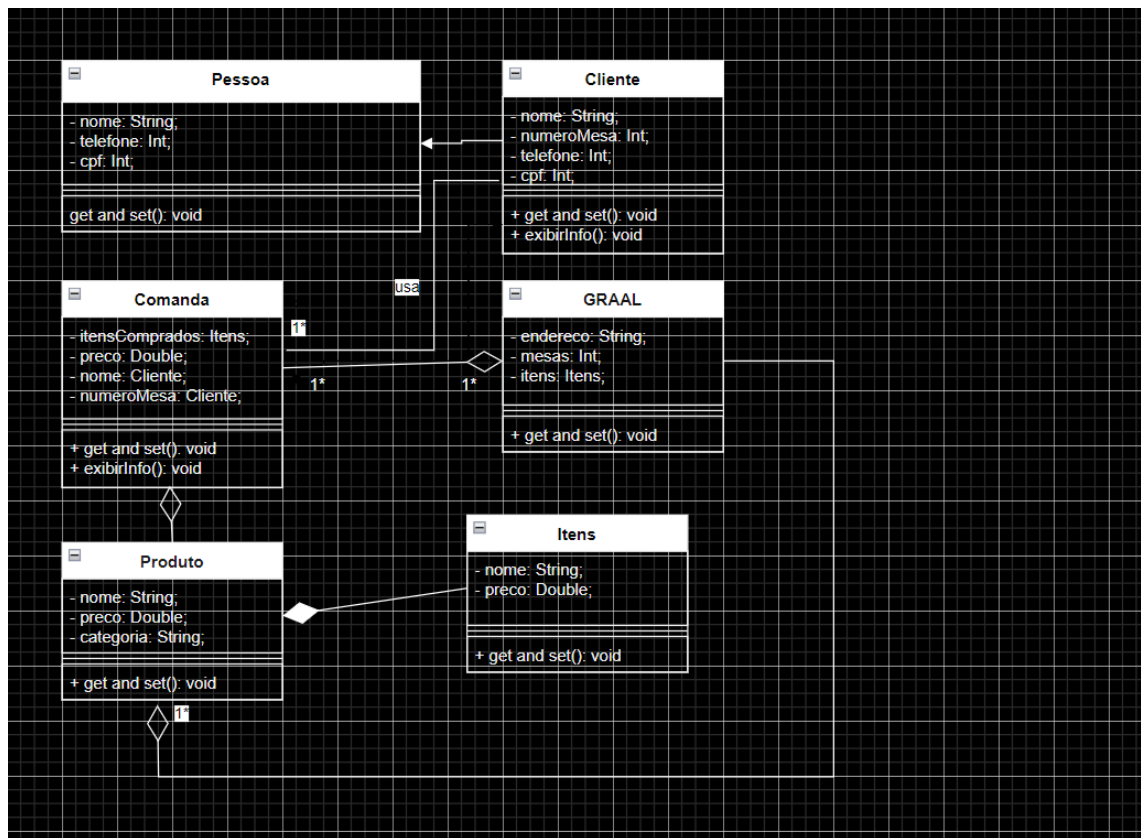 Pessoa
- nome: String;
- telefone: Int;
- cpf: Int;
get and set(): void
Cliente
- nome: String;
- numeroMesa: Int;
- telefone: Int;
- cpf: Int;
+ get and set(): void
+ exibirInfo(): void
usa
1*
1*
1*
Comanda
- itensComprados: Itens;
- preco: Double;
- nome: Cliente;
- numeroMesa: Cliente;
+ get and set(): void
+ exibirInfo(): void
GRAAL
- endereco: String;
- mesas: Int;
- itens: Itens;
+ get and set(): void
Produto
- nome: String;
- preco: Double;
- categoria: String;
+ get and set(): void
1*
Itens
- nome: String;
- preco: Double;
+ get and set(): void